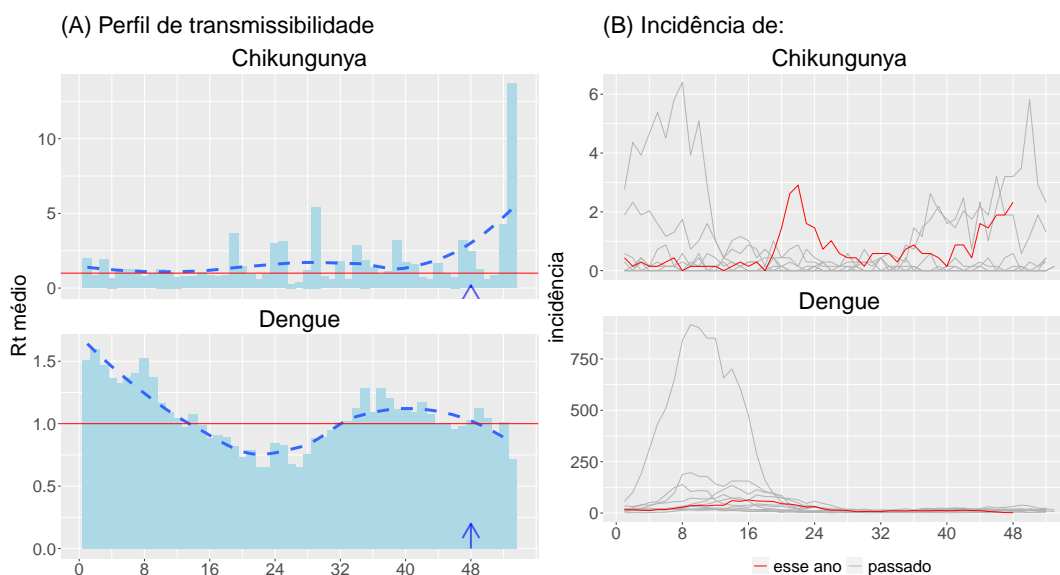 (A) Perfil de transmissibilidade
Chikungunya
10
5
0
Dengue
1.5
1.0
0.5
0.0
0 8 16 24 32 40 48
Rt médio
(B) Incidência de:
Chikungunya
6
4
2
0
Dengue
750
500
250
0
0 8 16 24 32 40 48
incidência
esse ano passado